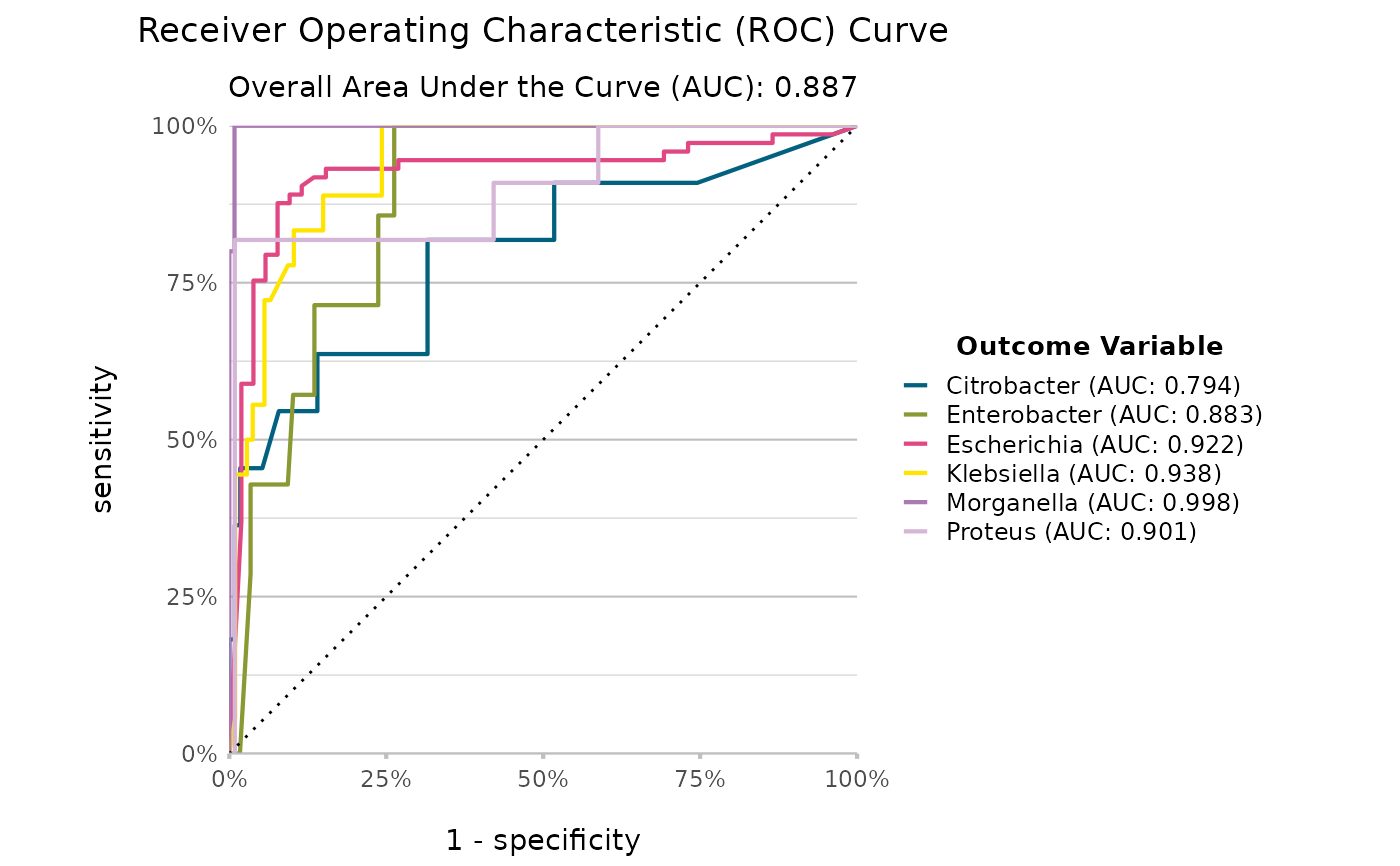 Receiver Operating Characteristic (ROC) Curve
Overall Area Under the Curve (AUC): 0.887
100%
75%
50%
25%
0%
sensitivity
0% 25% 50% 75% 100%
1 - specificity
Outcome Variable
Citrobacter (AUC: 0.794)
Enterobacter (AUC: 0.883)
Escherichia (AUC: 0.922)
Klebsiella (AUC: 0.938)
Morganella (AUC: 0.998)
Proteus (AUC: 0.901)